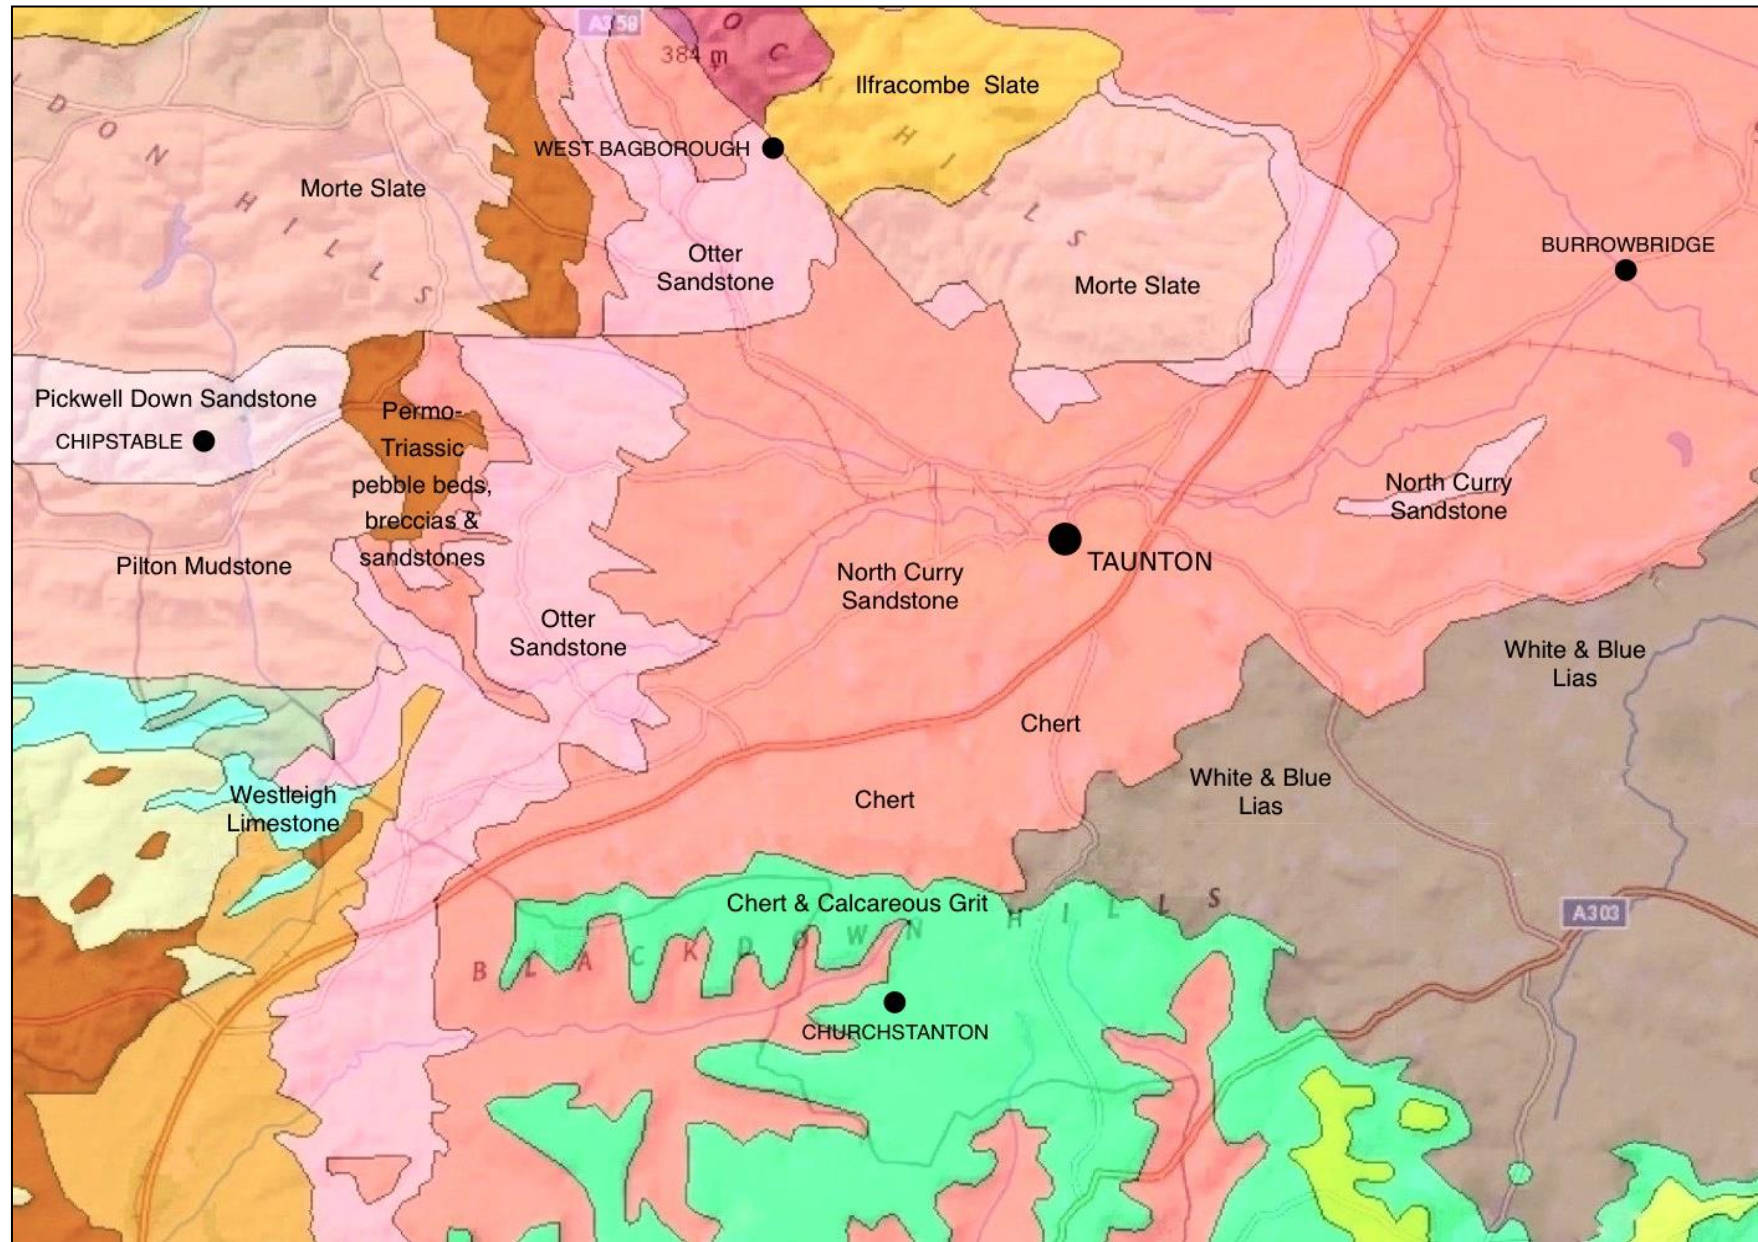 A358
O C K H I L L S
384 m
Ilfracombe Slate
D O N H I L L S
WEST BAGBOROUGH
Morte Slate
BURROWBRIDGE
Otter
Sandstone
Morte Slate
Pickwell Down Sandstone
CHIPSTABLE
Permo-
Triassic
pebble beds,
breccias &
sandstones
North Curry
Sandstone
TAUNTON
Pilton Mudstone
North Curry
Sandstone
Otter
Sandstone
White & Blue
Lias
Chert
White & Blue
Lias
Chert
Westleigh
Limestone
Chert & Calcareous Grit
B L A C K D O W N H I L L S
A303
CHURCHSTANTON